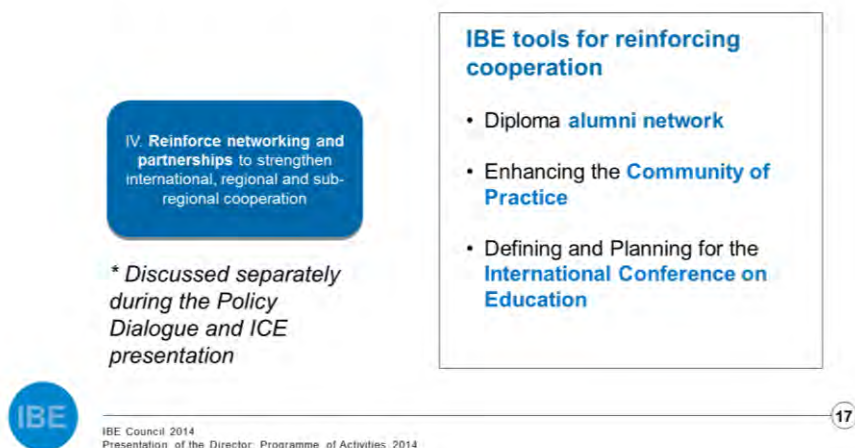 IV. Reinforce networking and
partnerships to strengthen
international, regional and sub-
regional cooperation
* Discussed separately
during the Policy
Dialogue and ICE
presentation
IBE tools for reinforcing
cooperation
• Diploma alumni network
• Enhancing the Community of
Practice
• Defining and Planning for the
International Conference on
Education
IBE
IBE Council 2014
Presentation of the Director: Programme of Activities 2014
17